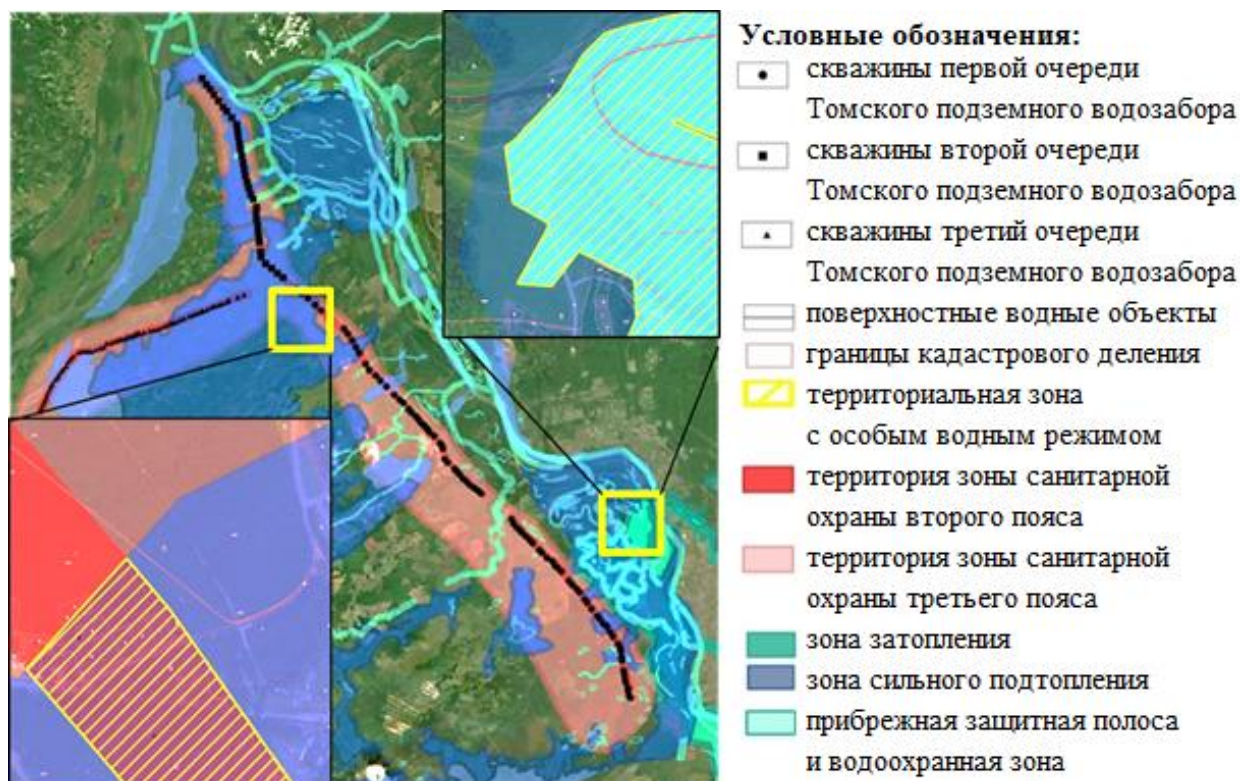 Условные обозначения:
скважины первой очереди
Томского подземного водозабора
скважины второй очереди
Томского подземного водозабора
скважины третий очереди
Томского подземного водозабора
поверхностные водные объекты
границы кадастрового деления
территориальная зона
с особым водным режимом
территория зоны санитарной
охраны второго пояса
территория зоны санитарной
охраны третьего пояса
зона затопления
зона сильного подтопления
прибрежная защитная полоса
и водоохранная зона